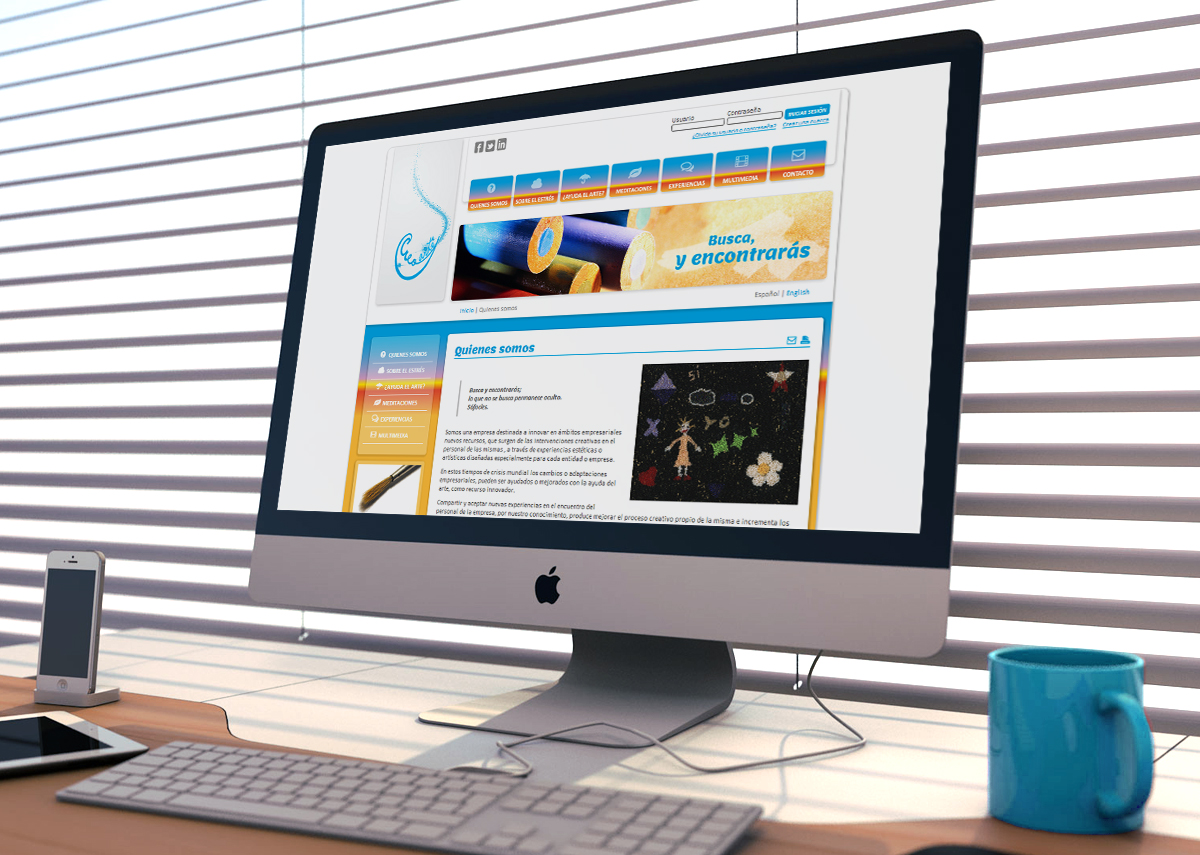 Usuario
Contraseña
INICIAR SESIÓN
¿Olvidó tu usuario o contraseña?
Crear una cuenta
QUIENES SOMOS
SOBRE EL ESTRÉS
¿AYUDA EL ARTE?
MEDITACIONES
EXPERIENCIAS
MULTIMEDIA
CONTACTO
Busca,
y encontrarás
Inicio | Quienes somos
Español | English
QUIENES SOMOS
SOBRE EL ESTRÉS
¿AYUDA EL ARTE?
MEDITACIONES
EXPERIENCIAS
MULTIMEDIA
Quienes somos
Busca y encontrarás;
lo que no se busca permanece oculto.
Sófocles.
si
X
YO
Somos una empresa destinada a innovar en ámbitos empresariales
nuevos recursos, que surgen de las intervenciones creativas en el
personal de las mismas, a través de experiencias estéticas o
artísticas diseñadas especialmente para cada entidad o empresa.
En estos tiempos de crisis mundial los cambios o adaptaciones
empresariales, pueden ser ayudados o mejorados con la ayuda del
arte, como recurso innovador.
Compartir y aceptar nuevas experiencias en el encuentro del
personal de la empresa, por nuestro conocimiento, produce mejorar el proceso creativo propio de la misma e incrementa los